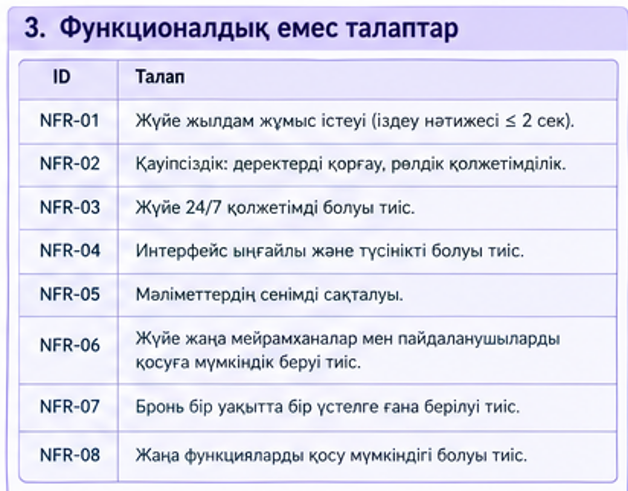 3. Функционалдық емес талаптар
ID Талап
NFR-01 Жүйе жылдам жұмыс істеуі (іздеу нәтижесі ≤ 2 сек).
NFR-02 Қауіпсіздік: деректерді қорғау, рөлдік қолжетімділік.
NFR-03 Жүйе 24/7 қолжетімді болуы тиіс.
NFR-04 Интерфейс ыңғайлы және түсінікті болуы тиіс.
NFR-05 Мәліметтердің сенімді сақталуы.
NFR-06 Жүйе жаңа мейрамханалар мен пайдаланушыларды
қосуға мүмкіндік беруі тиіс.
NFR-07 Бронь бір уақытта бір үстелге ғана берілуі тиіс.
NFR-08 Жаңа функцияларды қосу мүмкіндігі болуы тиіс.